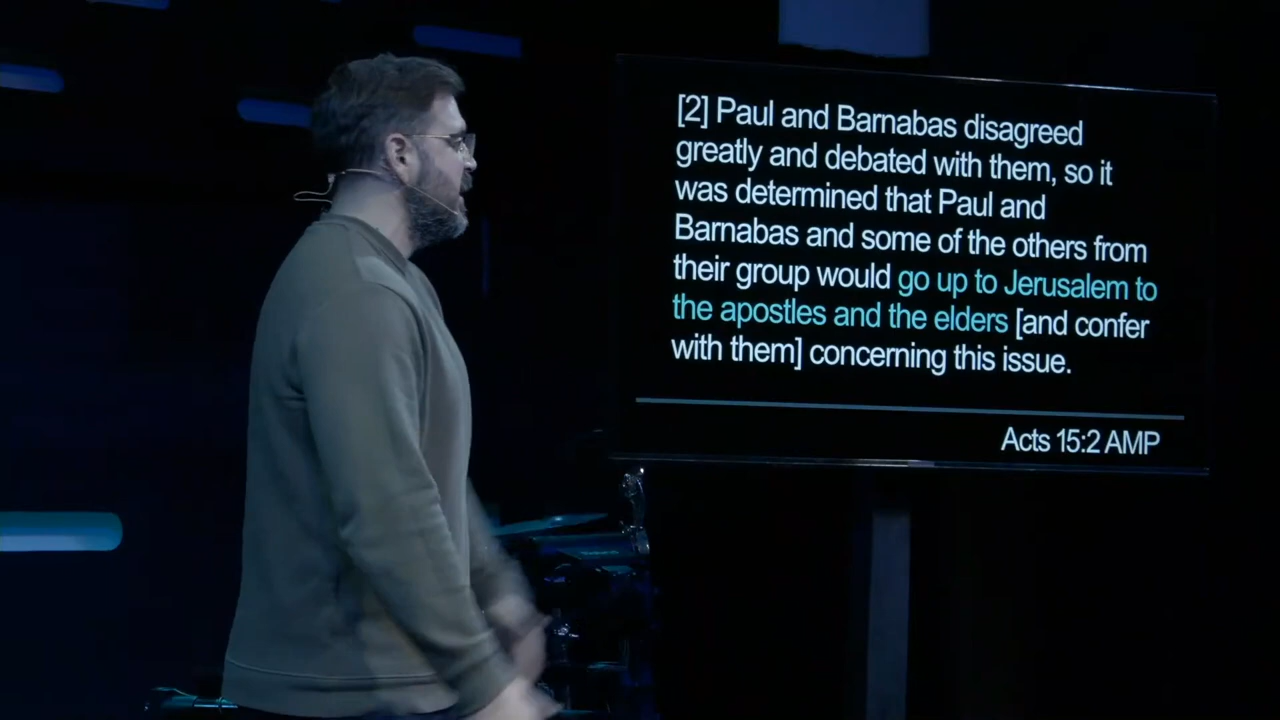 [2] Paul and Barnabas disagreed
greatly and debated with them, so it
was determined that Paul and
Barnabas and some of the others from
their group would go up to Jerusalem to
the apostles and the elders [and confer
with them] concerning this issue.
Acts 15:2 AMP